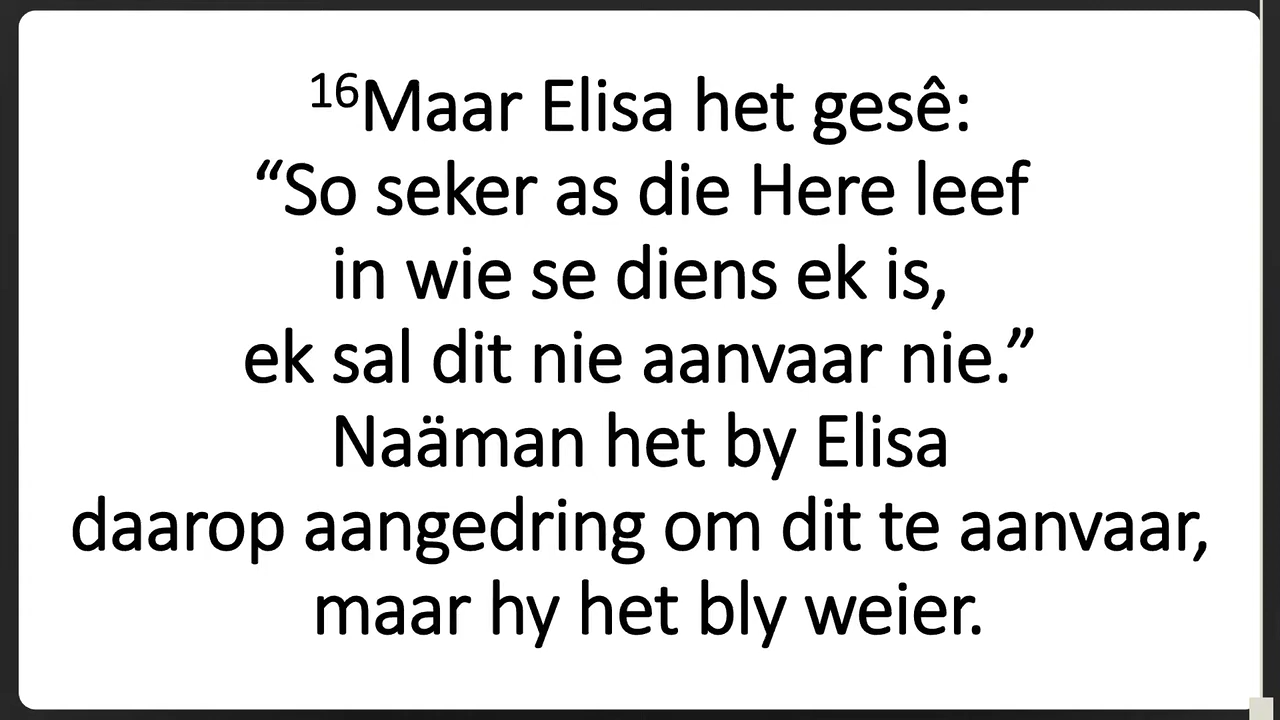 16Maar Elisa het gesê:
“So seker as die Here leef
in wie se diens ek is,
ek sal dit nie aanvaar nie.”
Naäman het by Elisa
daarop aangedring om dit te aanvaar,
maar hy het bly weier.